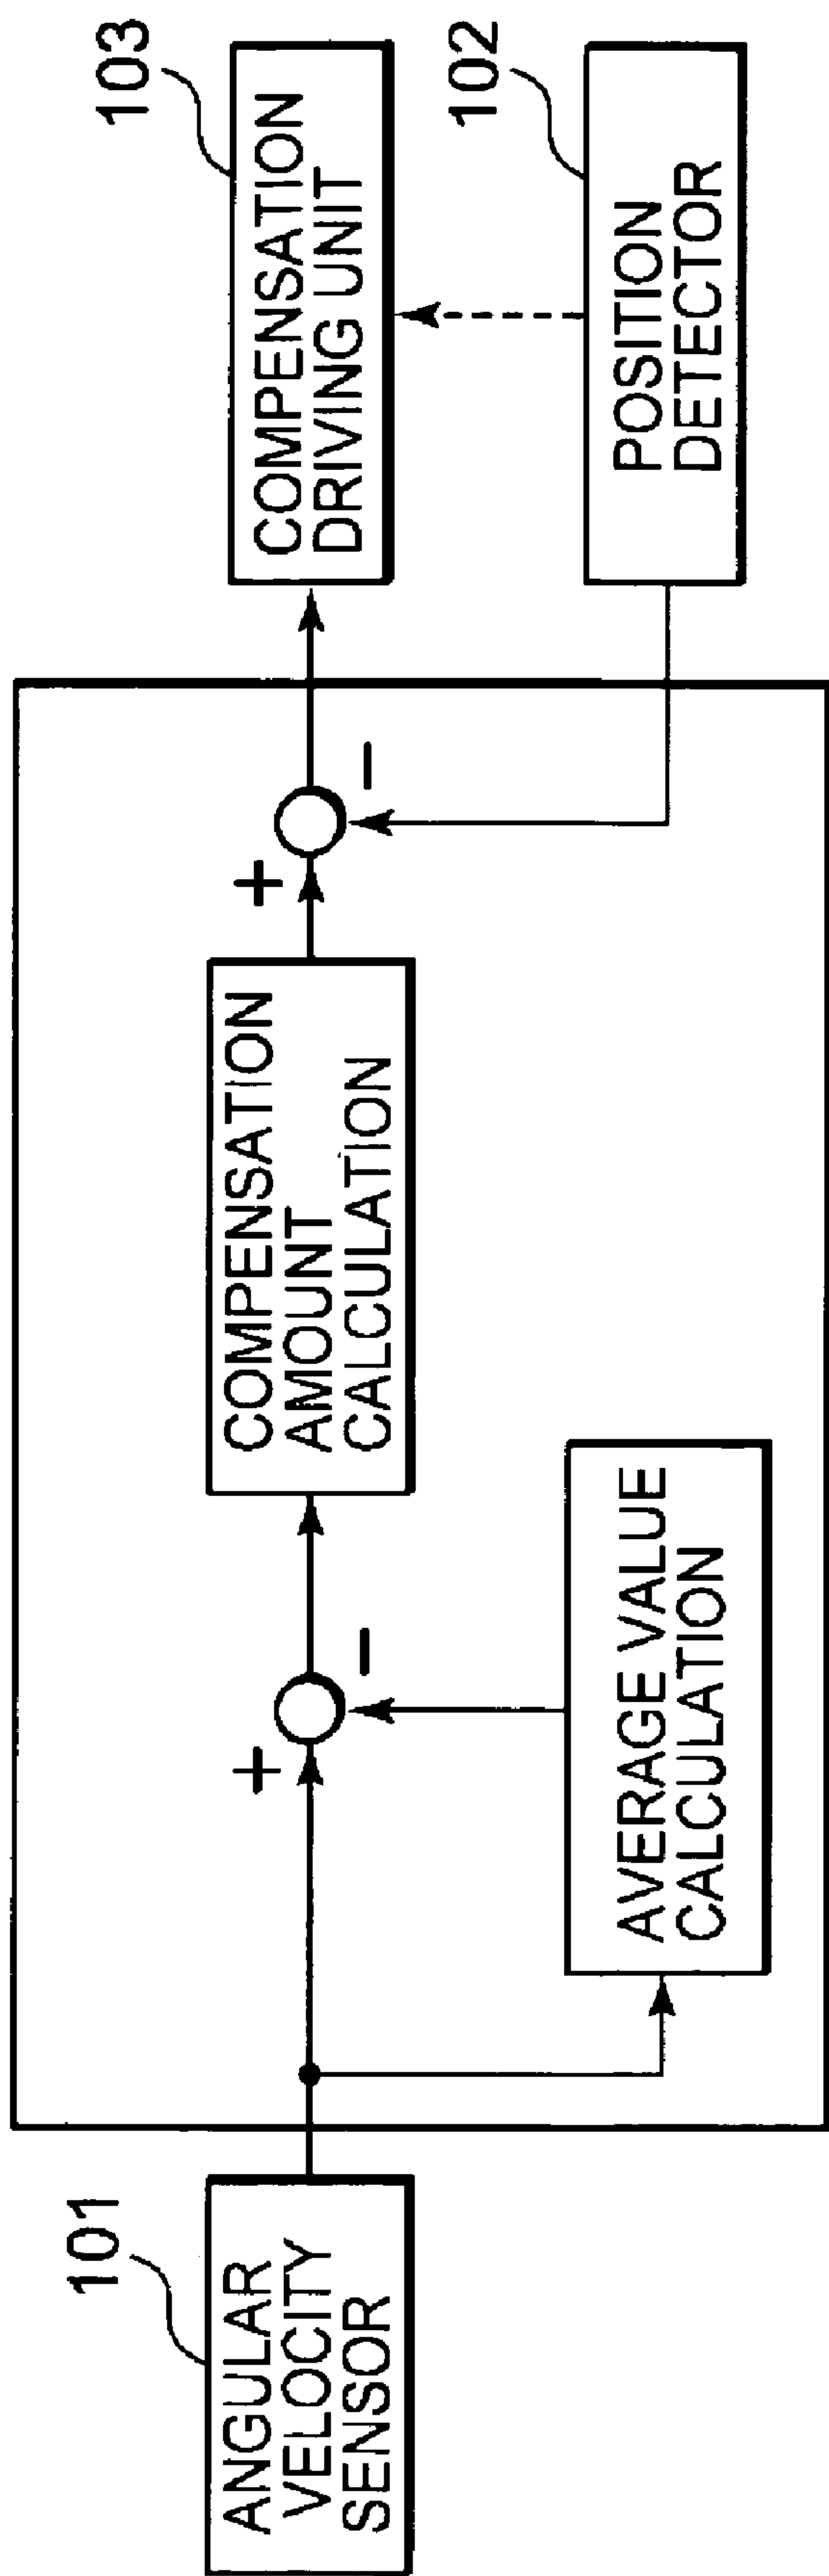 101
ANGULAR
VELOCITY
SENSOR
+
−
AVERAGE VALUE
CALCULATION
COMPENSATION
AMOUNT
CALCULATION
+
−
103
COMPENSATION
DRIVING UNIT
102
POSITION
DETECTOR